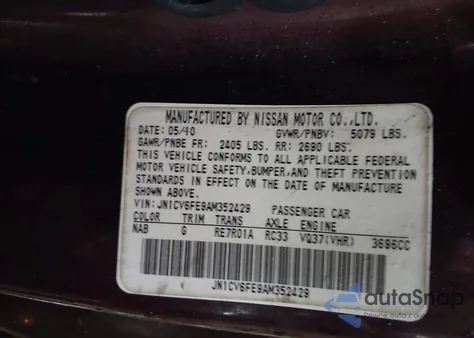 MANUFACTURED BY NISSAN MOTOR CO.,LTD.
DATE: 05/10 GVWR/PNBV: 5079 LBS.
GAWR/PNBE FR: 2405 LBS. RR: 2690 LBS.
THIS VEHICLE CONFORMS TO ALL APPLICABLE FEDERAL
MOTOR VEHICLE SAFETY, BUMPER, AND THEFT PREVENTION
STANDARDS IN EFFECT ON THE DATE OF MANUFACTURE
SHOWN ABOVE.
VIN: JN1CV6FE9AM352429 PASSENGER CAR
COLOR TRIM TRANS AXLE ENGINE
NAB G RE7R01A RC33 VQ37(VHR) 3696CC
JN1CV6FE9AM352429
autaSnap